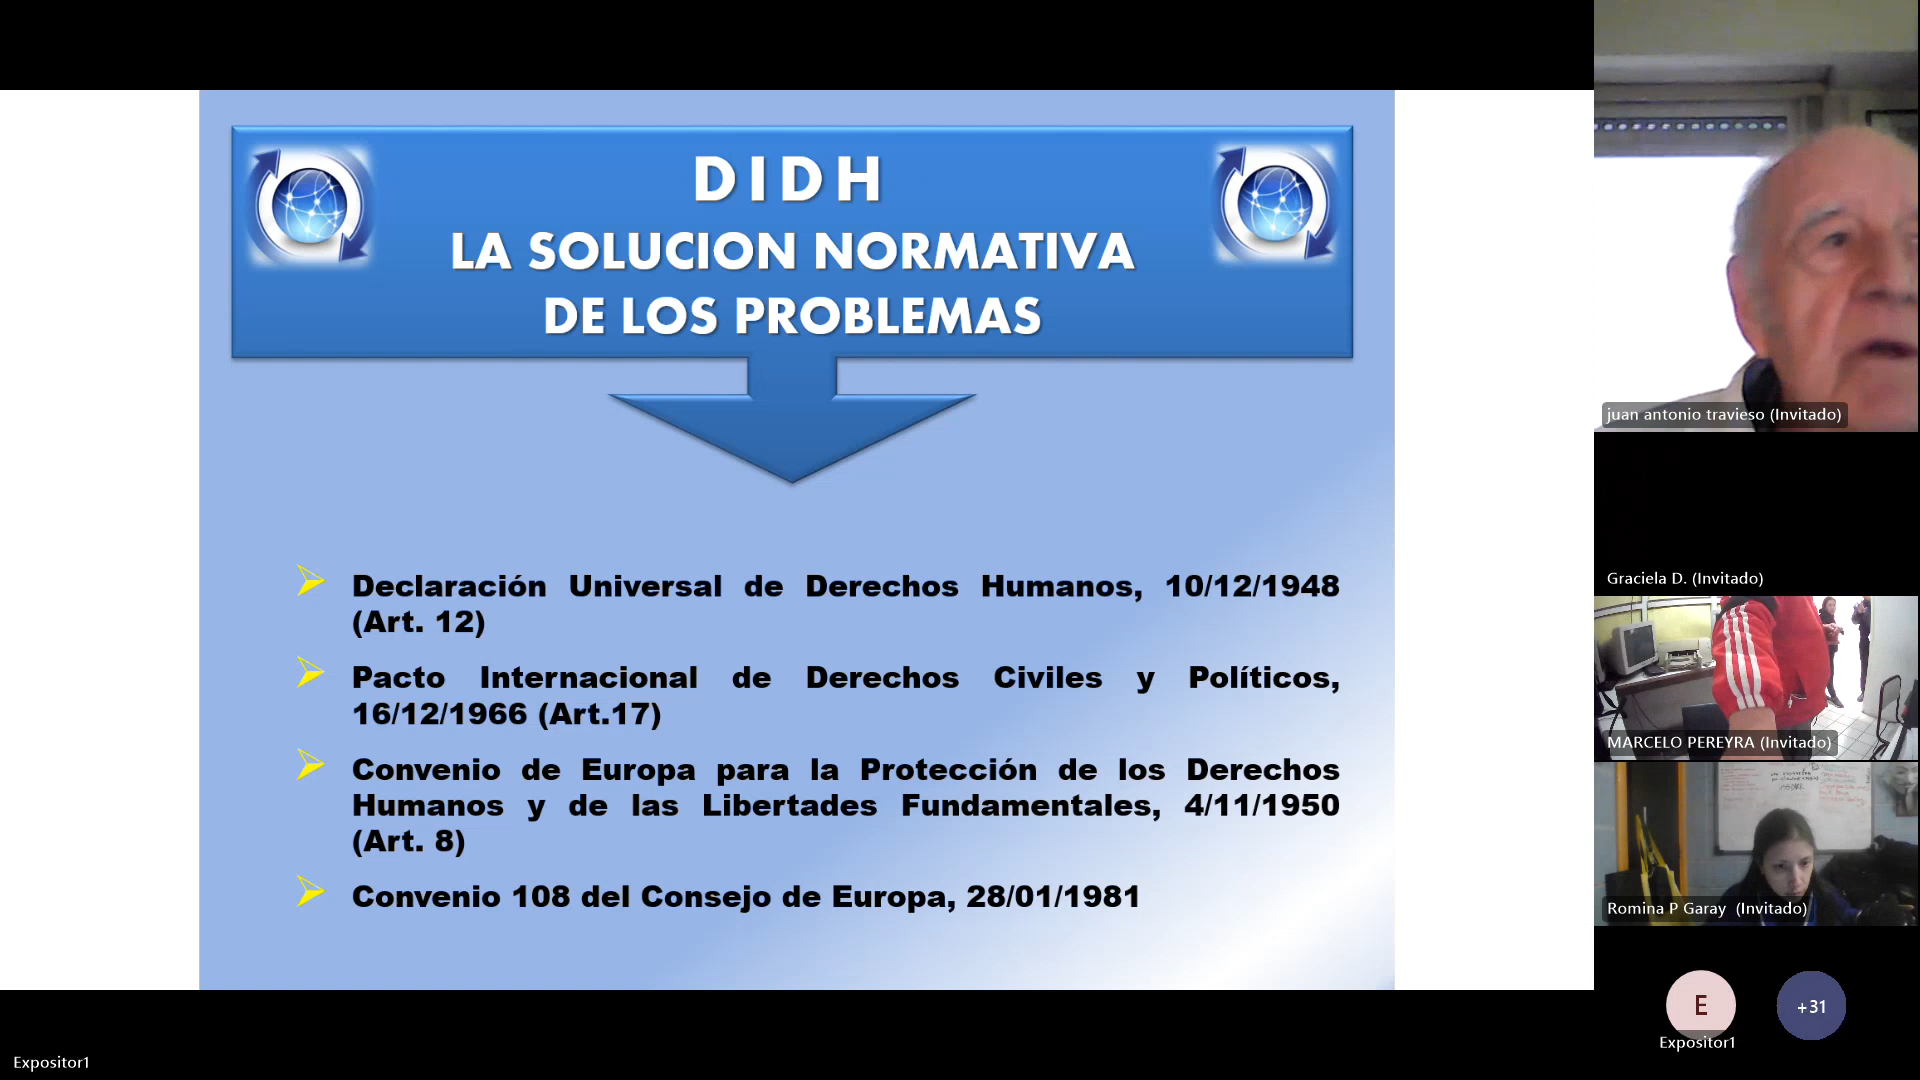 DIDH
LA SOLUCION NORMATIVA
DE LOS PROBLEMAS
Declaración Universal de Derechos Humanos, 10/12/1948
(Art. 12)
Pacto Internacional de Derechos Civiles y Políticos,
16/12/1966 (Art.17)
Convenio de Europa para la Protección de los Derechos
Humanos y de las Libertades Fundamentales, 4/11/1950
(Art. 8)
Convenio 108 del Consejo de Europa, 28/01/1981
juan antonio travieso (Invitado)
Graciela D. (Invitado)
MARCELO PEREYRA (Invitado)
Romina P Garay (Invitado)
E
+31
Expositor1
Expositor1